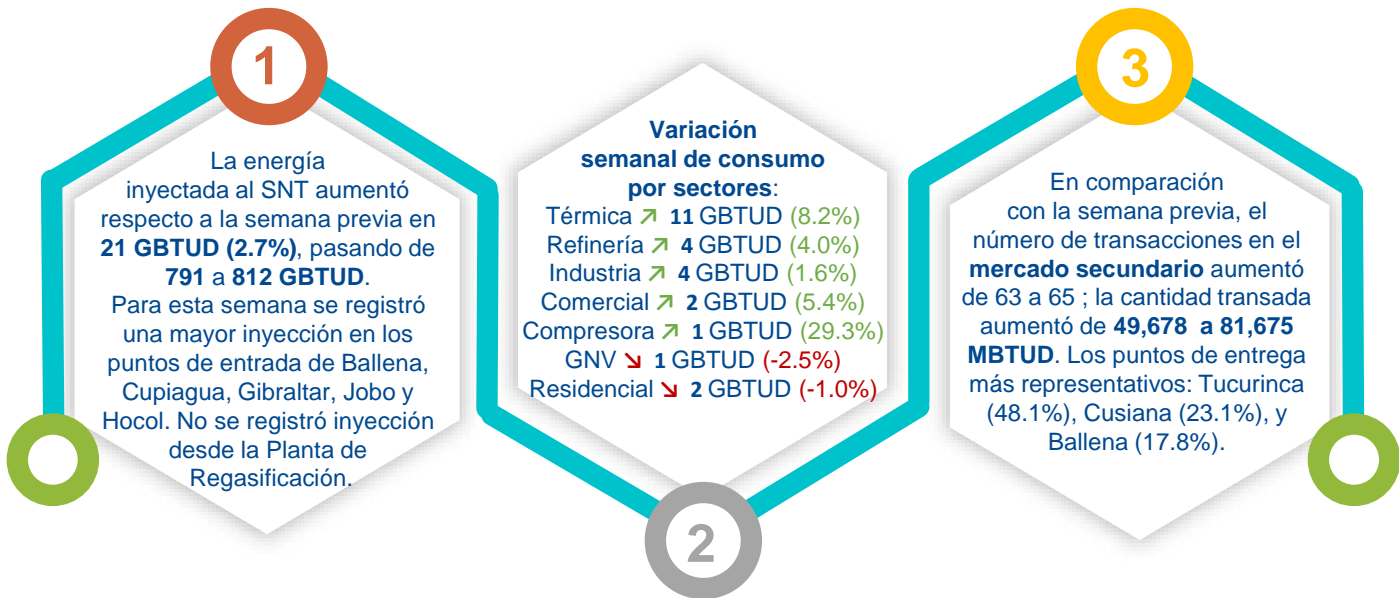 1
La energía
inyectada al SNT aumentó
respecto a la semana previa en
21 GBTUD (2.7%), pasando de
791 a 812 GBTUD.
Para esta semana se registró
una mayor inyección en los
puntos de entrada de Ballena,
Cupiagua, Gibraltar, Jobo y
Hocol. No se registró inyección
desde la Planta de
Regasificación.
Variación
semanal de consumo
por sectores:
Térmica ↗ 11 GBTUD (8.2%)
Refinería ↗ 4 GBTUD (4.0%)
Industria ↗ 4 GBTUD (1.6%)
Comercial ↗ 2 GBTUD (5.4%)
Compresora ↗ 1 GBTUD (29.3%)
GNV ↘ 1 GBTUD (-2.5%)
Residencial ↘ 2 GBTUD (-1.0%)
2
3
En comparación
con la semana previa, el
número de transacciones en el
mercado secundario aumentó
de 63 a 65 ; la cantidad transada
aumentó de 49,678 a 81,675
MBTUD. Los puntos de entrega
más representativos: Tucurinca
(48.1%), Cusiana (23.1%), y
Ballena (17.8%).